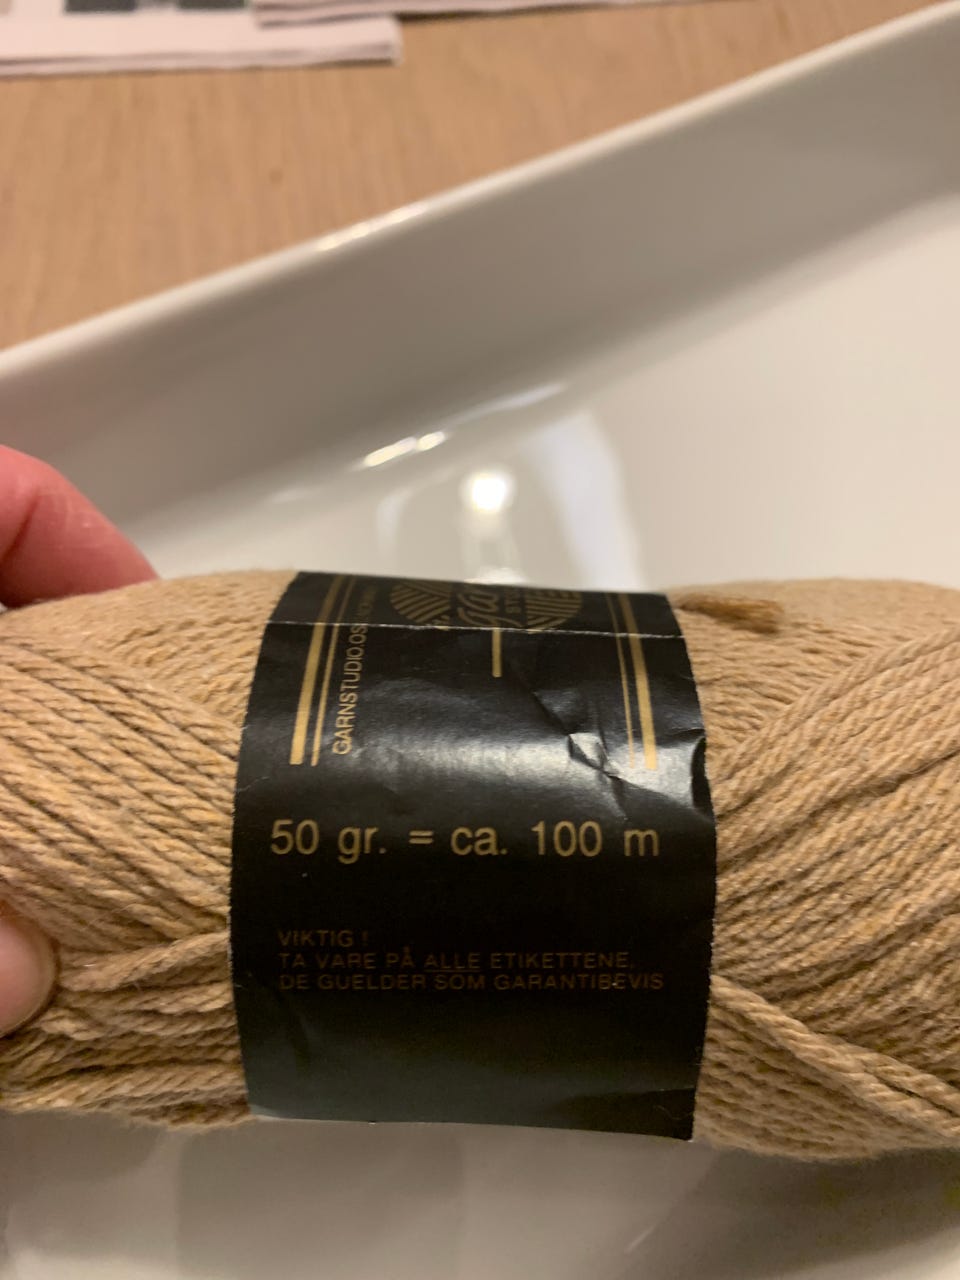 GARNSTUDIO.OS
50 gr. = ca. 100 m
VIKTIG !
TA VARE PÅ ALLE ETIKETTENE.
DE GUELDER SOM GARANTIBEVIS